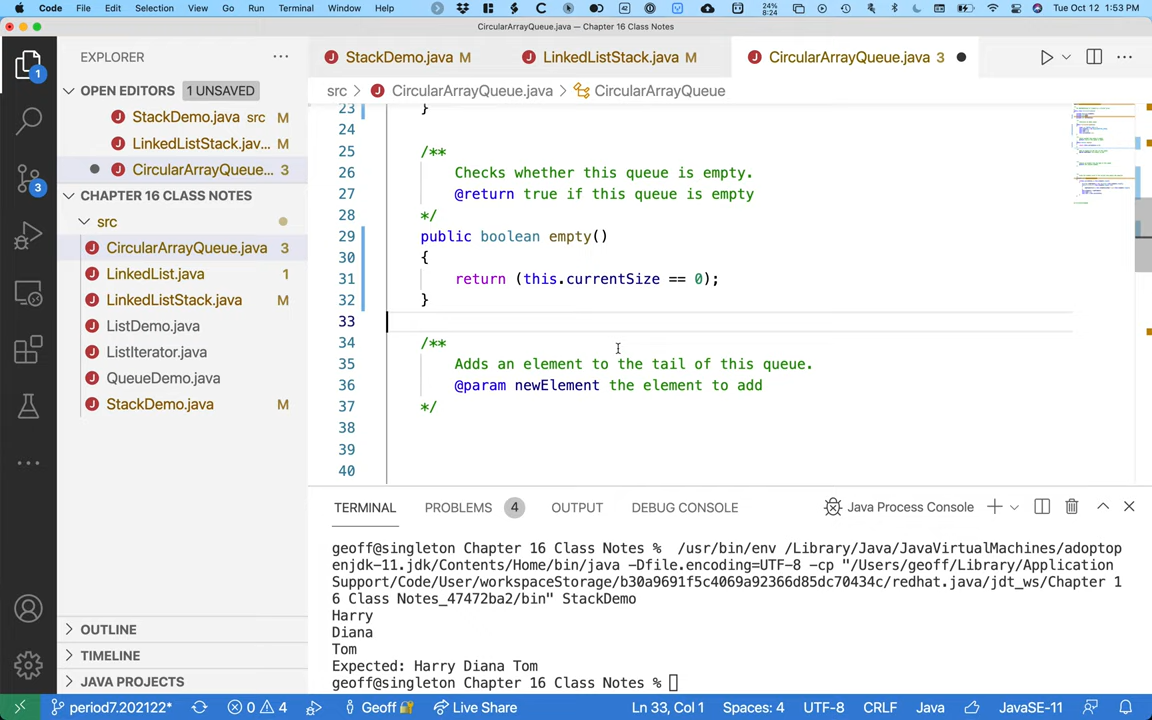 Code File Edit Selection View Go Run Terminal Window Help 24% 8:24 42 Tue Oct 12 1:53 PM
CircularArrayQueue.java — Chapter 16 Class Notes
EXPLORER
StackDemo.java M
LinkedListStack.java M
CircularArrayQueue.java 3
1
OPEN EDITORS 1 UNSAVED
src > CircularArrayQueue.java > CircularArrayQueue
StackDemo.java src M
LinkedListStack.jav... M
CircularArrayQueue... 3
3
CHAPTER 16 CLASS NOTES
src
CircularArrayQueue.java 3
LinkedList.java 1
LinkedListStack.java M
ListDemo.java
ListIterator.java
QueueDemo.java
StackDemo.java M
OUTLINE
TIMELINE
JAVA PROJECTS
23 }
24
25 /**
26 Checks whether this queue is empty.
27 @return true if this queue is empty
28 */
29 public boolean empty()
30 {
31 return (this.currentSize == 0);
32 }
33
34 /**
35 Adds an element to the tail of this queue.
36 @param newElement the element to add
37 */
38
39
40
TERMINAL PROBLEMS 4 OUTPUT DEBUG CONSOLE Java Process Console
geoff@singleton Chapter 16 Class Notes % /usr/bin/env /Library/Java/JavaVirtualMachines/adoptop
enjdk-11.jdk/Contents/Home/bin/java -Dfile.encoding=UTF-8 -cp "/Users/geoff/Library/Application
Support/Code/User/workspaceStorage/b30a9691f5c4069a92366d85dc70434c/redhat.java/jdt_ws/Chapter 1
6 Class Notes_47472ba2/bin" StackDemo
Harry
Diana
Tom
Expected: Harry Diana Tom
geoff@singleton Chapter 16 Class Notes %
period7.202122* 0 4 Geoff Live Share Ln 33, Col 1 Spaces: 4 UTF-8 CRLF Java JavaSE-11